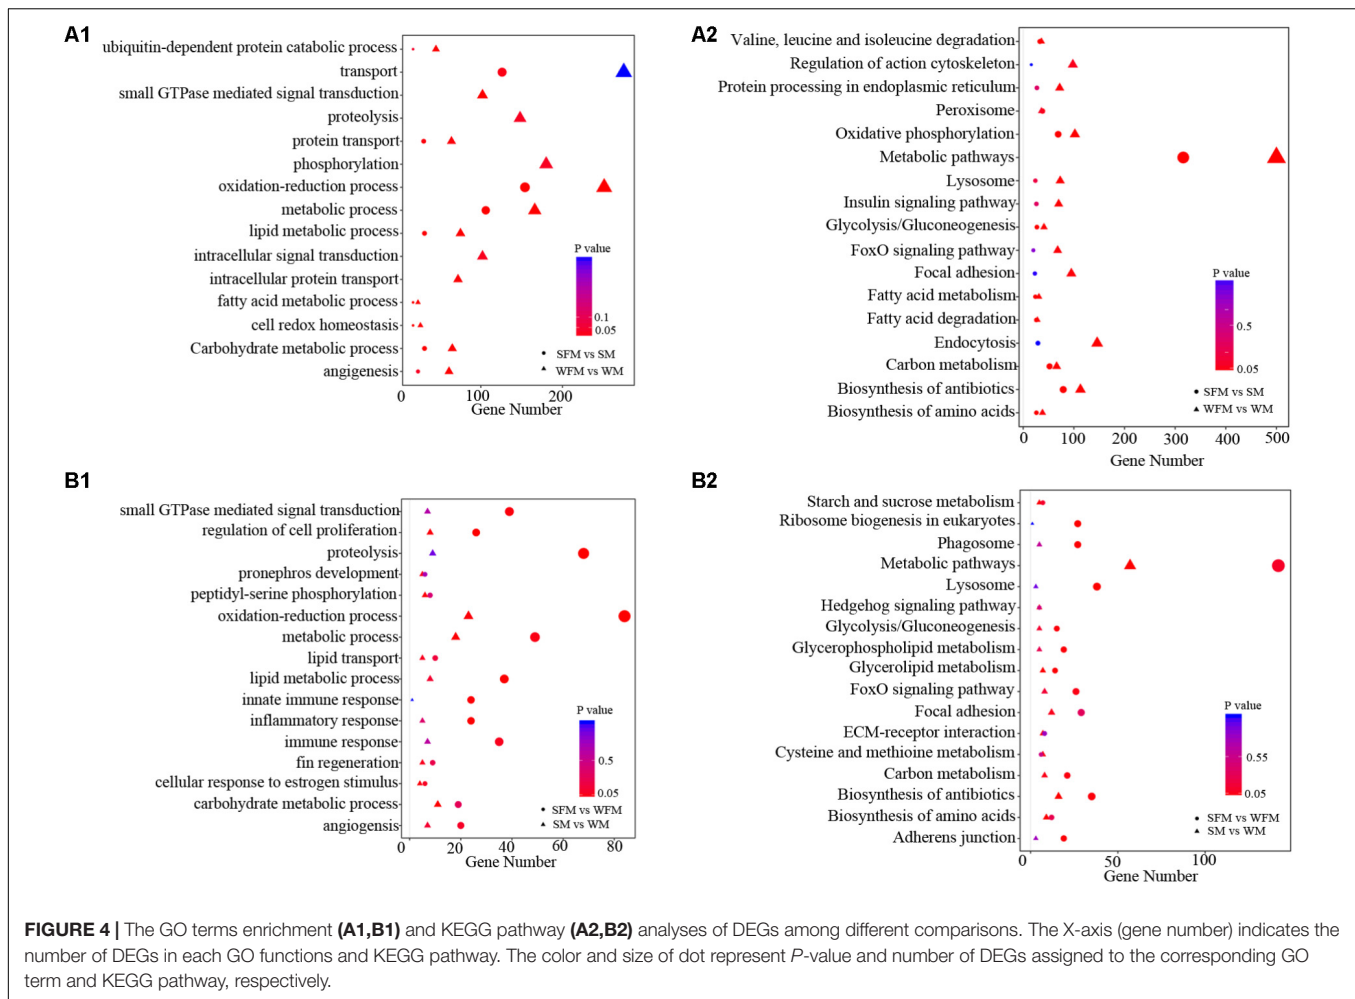 A1
ubiquitin-dependent protein catabolic process
transport
small GTPase mediated signal transduction
proteolysis
protein transport
phosphorylation
oxidation-reduction process
metabolic process
lipid metabolic process
intracellular signal transduction
intracellular protein transport
fatty acid metabolic process
cell redox homeostasis
Carbohydrate metabolic process
angigenesis
P value
0.1
0.05
SFM vs SM
WFM vs WM
0 100 200
Gene Number
A2
Valine, leucine and isoleucine degradation
Regulation of action cytoskeleton
Protein processing in endoplasmic reticulum
Peroxisome
Oxidative phosphorylation
Metabolic pathways
Lysosome
Insulin signaling pathway
Glycolysis/Gluconeogenesis
FoxO signaling pathway
Focal adhesion
Fatty acid metabolism
Fatty acid degradation
Endocytosis
Carbon metabolism
Biosynthesis of antibiotics
Biosynthesis of amino acids
P value
0.5
0.05
SFM vs SM
WFM vs WM
0 100 200 300 400 500
Gene Number
B1
small GTPase mediated signal transduction
regulation of cell proliferation
proteolysis
pronephros development
peptidyl-serine phosphorylation
oxidation-reduction process
metabolic process
lipid transport
lipid metabolic process
innate immune response
inflammatory response
immune response
fin regeneration
cellular response to estrogen stimulus
carbohydrate metabolic process
angiogensis
P value
0.5
0.05
SFM vs WFM
SM vs WM
0 20 40 60 80
Gene Number
B2
Starch and sucrose metabolism
Ribosome biogenesis in eukaryotes
Phagosome
Metabolic pathways
Lysosome
Hedgehog signaling pathway
Glycolysis/Gluconeogenesis
Glycerophospholipid metabolism
Glycerolipid metabolism
FoxO signaling pathway
Focal adhesion
ECM-receptor interaction
Cysteine and methioine metabolism
Carbon metabolism
Biosynthesis of antibiotics
Biosynthesis of amino acids
Adherens junction
P value
0.55
0.05
SFM vs WFM
SM vs WM
0 50 100
Gene Number
FIGURE 4 | The GO terms enrichment (A1,B1) and KEGG pathway (A2,B2) analyses of DEGs among different comparisons. The X-axis (gene number) indicates the
number of DEGs in each GO functions and KEGG pathway. The color and size of dot represent P-value and number of DEGs assigned to the corresponding GO
term and KEGG pathway, respectively.